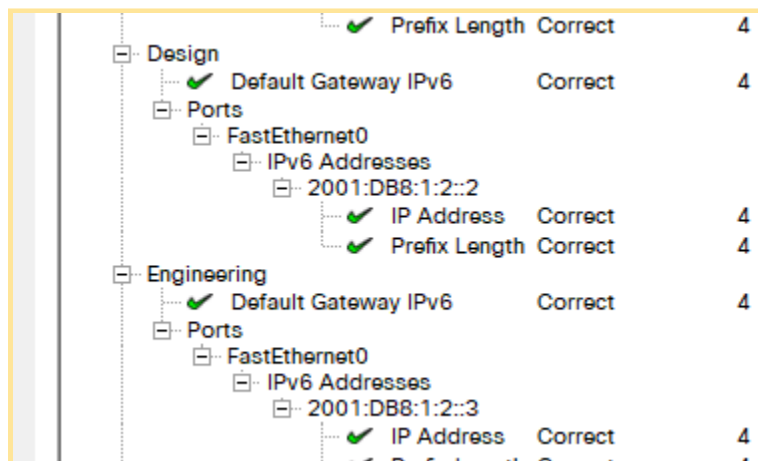 Prefix Length Correct 4
Design
Default Gateway IPv6 Correct 4
Ports
FastEthernet0
IPv6 Addresses
2001:DB8:1:2::2
IP Address Correct 4
Prefix Length Correct 4
Engineering
Default Gateway IPv6 Correct 4
Ports
FastEthernet0
IPv6 Addresses
2001:DB8:1:2::3
IP Address Correct 4